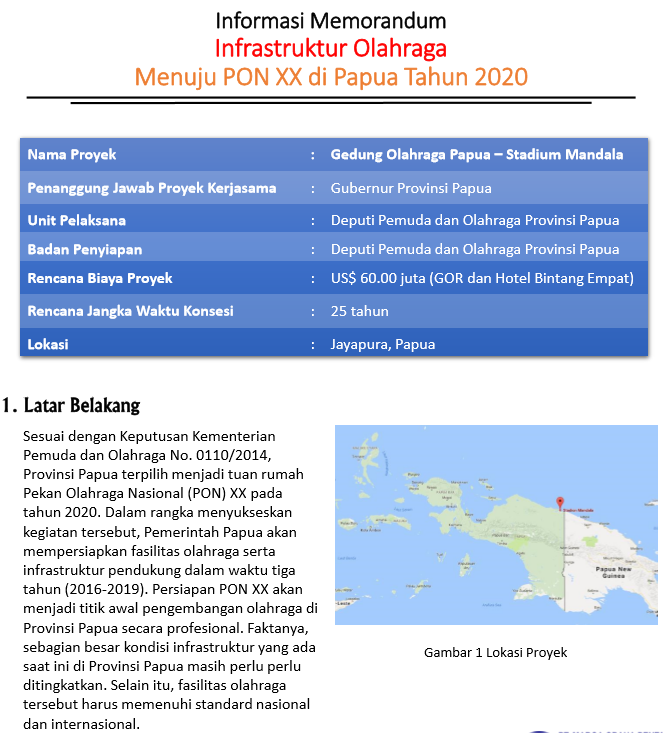 Informasi Memorandum
Infrastruktur Olahraga
Menuju PON XX di Papua Tahun 2020
Nama Proyek : Gedung Olahraga Papua – Stadium Mandala
Penanggung Jawab Proyek Kerjasama : Gubernur Provinsi Papua
Unit Pelaksana : Deputi Pemuda dan Olahraga Provinsi Papua
Badan Penyiapan : Deputi Pemuda dan Olahraga Provinsi Papua
Rencana Biaya Proyek : US$ 60.00 juta (GOR dan Hotel Bintang Empat)
Rencana Jangka Waktu Konsesi : 25 tahun
Lokasi : Jayapura, Papua
1. Latar Belakang
Sesuai dengan Keputusan Kementerian
Pemuda dan Olahraga No. 0110/2014,
Provinsi Papua terpilih menjadi tuan rumah
Pekan Olahraga Nasional (PON) XX pada
tahun 2020. Dalam rangka menyukseskan
kegiatan tersebut, Pemerintah Papua akan
mempersiapkan fasilitas olahraga serta
infrastruktur pendukung dalam waktu tiga
tahun (2016-2019). Persiapan PON XX akan
menjadi titik awal pengembangan olahraga di
Provinsi Papua secara profesional. Faktanya,
sebagian besar kondisi infrastruktur yang ada
saat ini di Provinsi Papua masih perlu perlu
ditingkatkan. Selain itu, fasilitas olahraga
tersebut harus memenuhi standard nasional
dan internasional.
Papua New
Guinea
Gambar 1 Lokasi Proyek